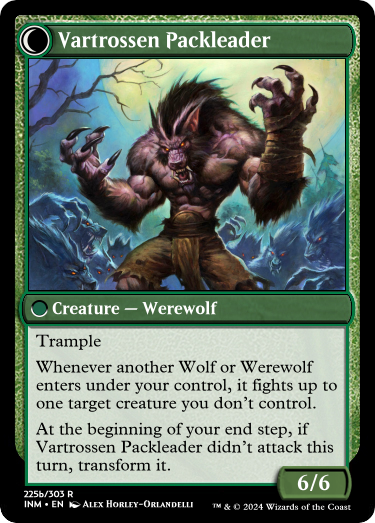 Vartrossen Packleader
Creature — Werewolf
Trample
Whenever another Wolf or Werewolf
enters under your control, it fights up to
one target creature you don't control.
At the beginning of your end step, if
Vartrossen Packleader didn't attack this
turn, transform it.
6/6
225b/303 R
INM • EN Alex Horley-Orlandelli
™ & © 2024 Wizards of the Coast